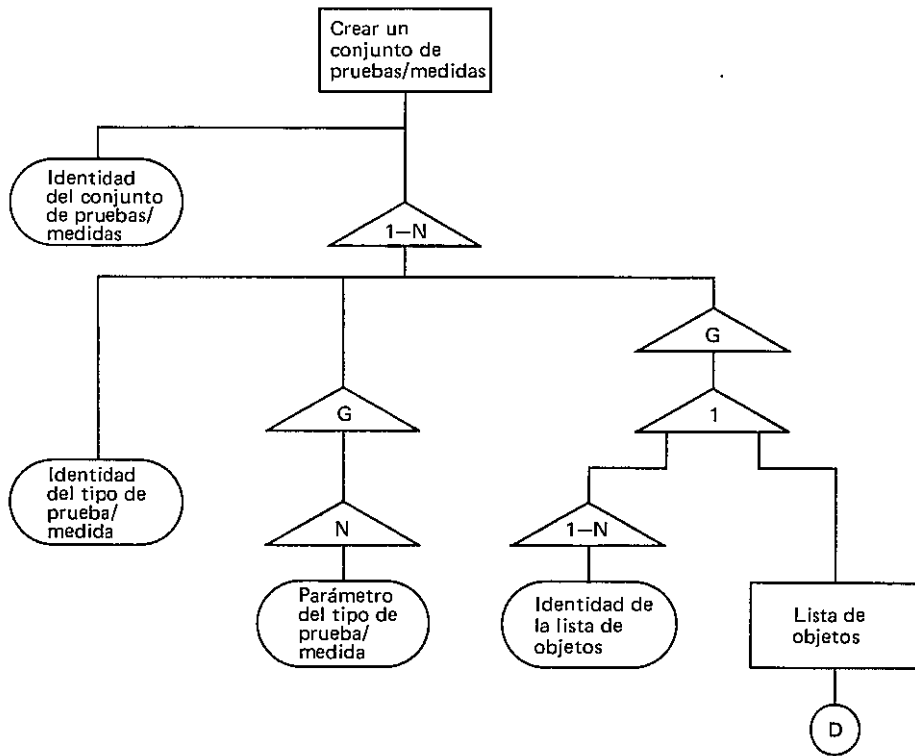 Crear un
conjunto de
pruebas/medidas
Identidad
del conjunto
de pruebas/
medidas
1—N
G
G
1
Identidad
del tipo de
prueba/
medida
N
1—N
Parámetro
del tipo de
prueba/
medida
Identidad de
la lista de
objetos
Lista de
objetos
D